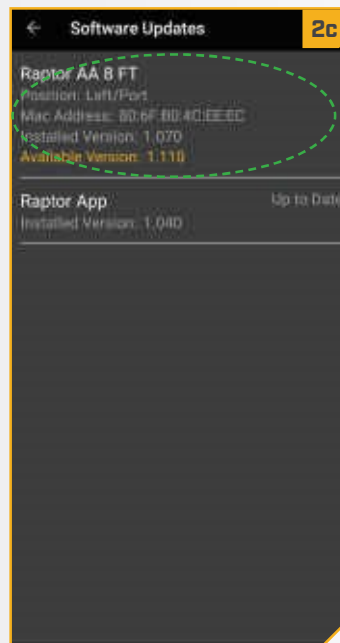 ← Software Updates
2c
Raptor AA 8 FT
Position: Left/Port
Mac Address: 80:6F:B0:4C:EE:EC
Installed Version: 1.070
Available Version: 1.110
Raptor App
Up to Date
Installed Version: 1.040